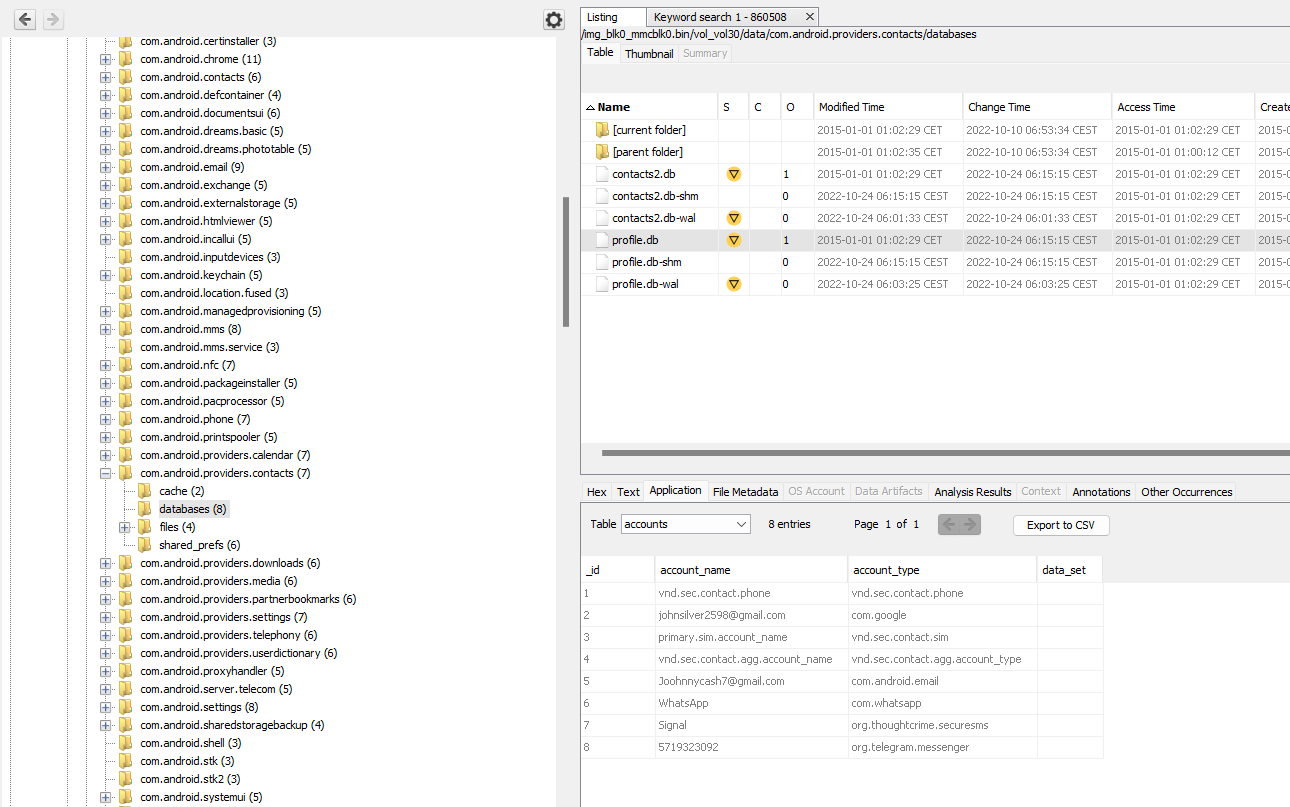 com.android.certinstaller (3)
com.android.chrome (11)
com.android.contacts (6)
com.android.defcontainer (4)
com.android.documentsui (6)
com.android.dreams.basic (5)
com.android.dreams.phototable (5)
com.android.email (9)
com.android.exchange (5)
com.android.externalstorage (5)
com.android.htmlviewer (5)
com.android.incallui (5)
com.android.inputdevices (3)
com.android.keychain (5)
com.android.location.fused (3)
com.android.managedprovisioning (5)
com.android.mms (8)
com.android.mms.service (3)
com.android.nfc (7)
com.android.packageinstaller (5)
com.android.pacprocessor (5)
com.android.phone (7)
com.android.printspooler (5)
com.android.providers.calendar (7)
com.android.providers.contacts (7)
cache (2)
databases (8)
files (4)
shared_prefs (6)
com.android.providers.downloads (6)
com.android.providers.media (6)
com.android.providers.partnerbookmarks (6)
com.android.providers.settings (7)
com.android.providers.telephony (6)
com.android.providers.userdictionary (6)
com.android.proxyhandler (5)
com.android.server.telecom (5)
com.android.settings (8)
com.android.sharedstoragebackup (4)
com.android.shell (3)
com.android.stk (3)
com.android.stk2 (3)
com.android.systemui (5)
Listing Keyword search 1 - 860508
/img_blk0_mmcblk0.bin/vol_vol30/data/com.android.providers.contacts/databases
Table Thumbnail Summary
Name S C O Modified Time Change Time Access Time Create
[current folder] 2015-01-01 01:02:29 CET 2022-10-10 06:53:34 CEST 2015-01-01 01:02:29 CET 2015-0
[parent folder] 2015-01-01 01:02:35 CET 2022-10-10 06:53:34 CEST 2015-01-01 01:00:12 CET 2015-0
contacts2.db 1 2015-01-01 01:02:29 CET 2022-10-24 06:15:15 CEST 2015-01-01 01:02:29 CET 2015-0
contacts2.db-shm 0 2022-10-24 06:15:15 CEST 2022-10-24 06:15:15 CEST 2015-01-01 01:02:29 CET 2015-0
contacts2.db-wal 0 2022-10-24 06:01:33 CEST 2022-10-24 06:01:33 CEST 2015-01-01 01:02:29 CET 2015-0
profile.db 1 2015-01-01 01:02:29 CET 2022-10-24 06:15:15 CEST 2015-01-01 01:02:29 CET 2015-0
profile.db-shm 0 2022-10-24 06:15:15 CEST 2022-10-24 06:15:15 CEST 2015-01-01 01:02:29 CET 2015-0
profile.db-wal 0 2022-10-24 06:03:25 CEST 2022-10-24 06:03:25 CEST 2015-01-01 01:02:29 CET 2015-0
Hex Text Application File Metadata OS Account Data Artifacts Analysis Results Context Annotations Other Occurrences
Table accounts 8 entries Page 1 of 1 Export to CSV
_id account_name account_type data_set
1 vnd.sec.contact.phone vnd.sec.contact.phone
2 johnsilver2598@gmail.com com.google
3 primary.sim.account_name vnd.sec.contact.sim
4 vnd.sec.contact.agg.account_name vnd.sec.contact.agg.account_type
5 Joohnnycash7@gmail.com com.android.email
6 WhatsApp com.whatsapp
7 Signal org.thoughtcrime.securesms
8 5719323092 org.telegram.messenger